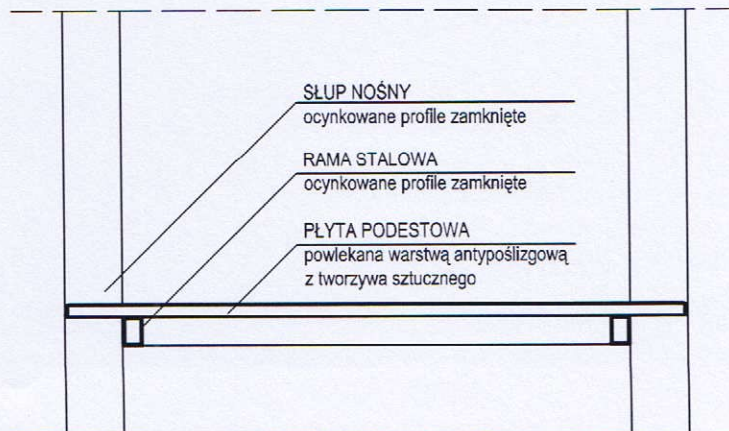 SŁUP NOŚNY
ocynkowane profile zamknięte
RAMA STALOWA
ocynkowane profile zamknięte
PŁYTA PODESTOWA
powlekana warstwą antypoślizgową
z tworzywa sztucznego